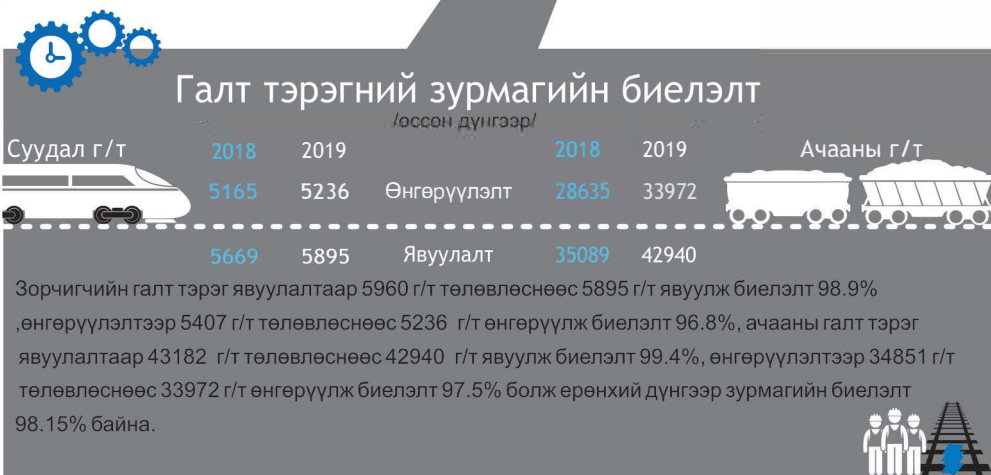 Галт тэрэгний зурмагийн биелэлт
/өссөн дүнгээр/
Суудал г/т 2018 2019 2018 2019 Ачааны г/т
5165 5236 Өнгөрүүлэлт 28635 33972
5669 5895 Явуулалт 35089 42940
Зорчигчийн галт тэрэг явуулалтаар 5960 г/т төлөвлөснөөс 5895 г/т явуулж биелэлт 98.9%
,өнгөрүүлэлтээр 5407 г/т төлөвлөснөөс 5236 г/т өнгөрүүлж биелэлт 96.8%, ачааны галт тэрэг
явуулалтаар 43182 г/т төлөвлөснөөс 42940 г/т явуулж биелэлт 99.4%, өнгөрүүлэлтээр 34851 г/т
төлөвлөснөөс 33972 г/т өнгөрүүлж биелэлт 97.5% болж ерөнхий дүнгээр зурмагийн биелэлт
98.15% байна.